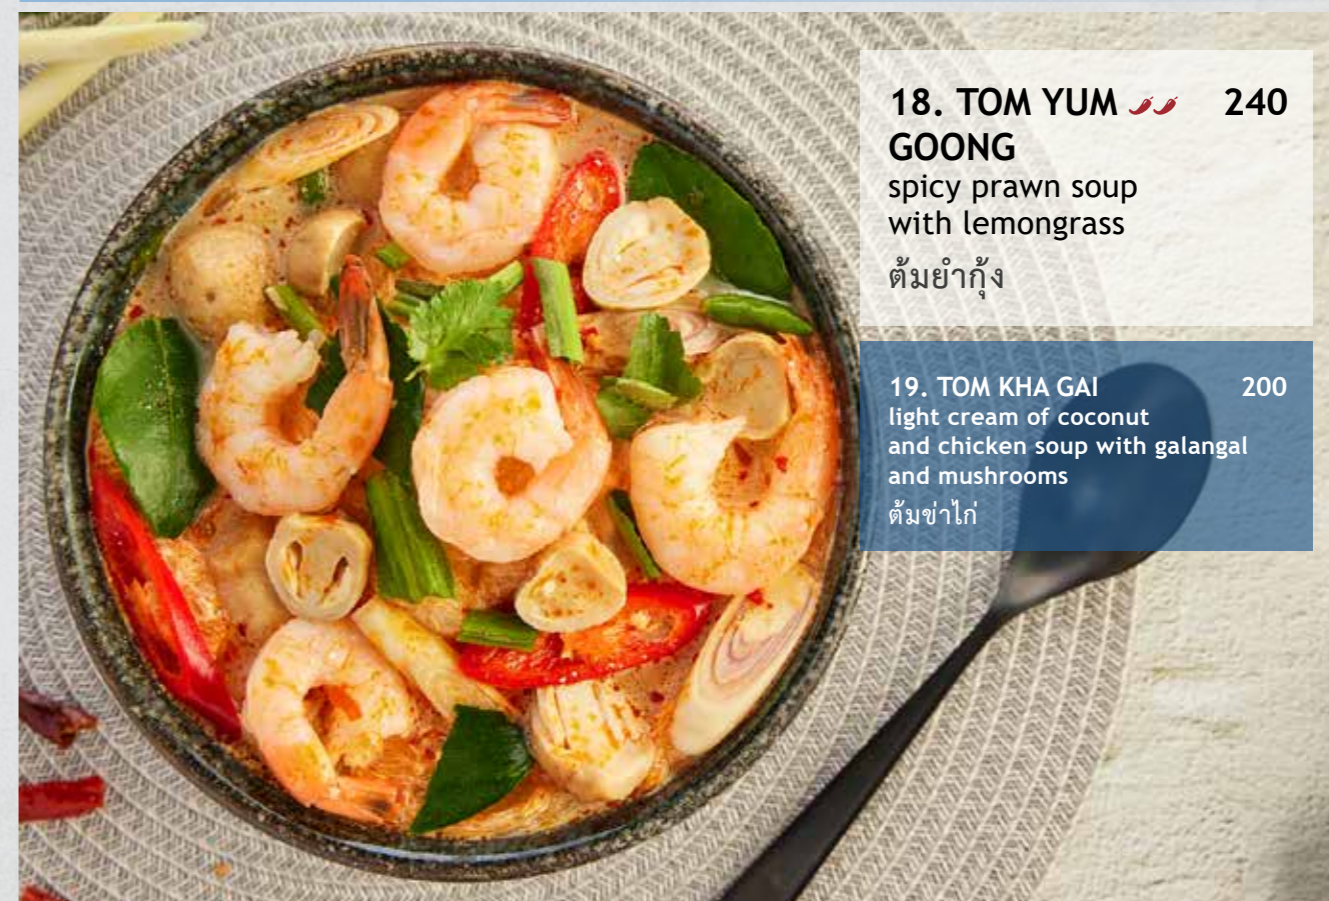 18. TOM YUM 240
GOONG
spicy prawn soup
with lemongrass
ต้มยำกุ้ง
19. TOM KHA GAI 200
light cream of coconut
and chicken soup with galangal
and mushrooms
ต้มข่าไก่